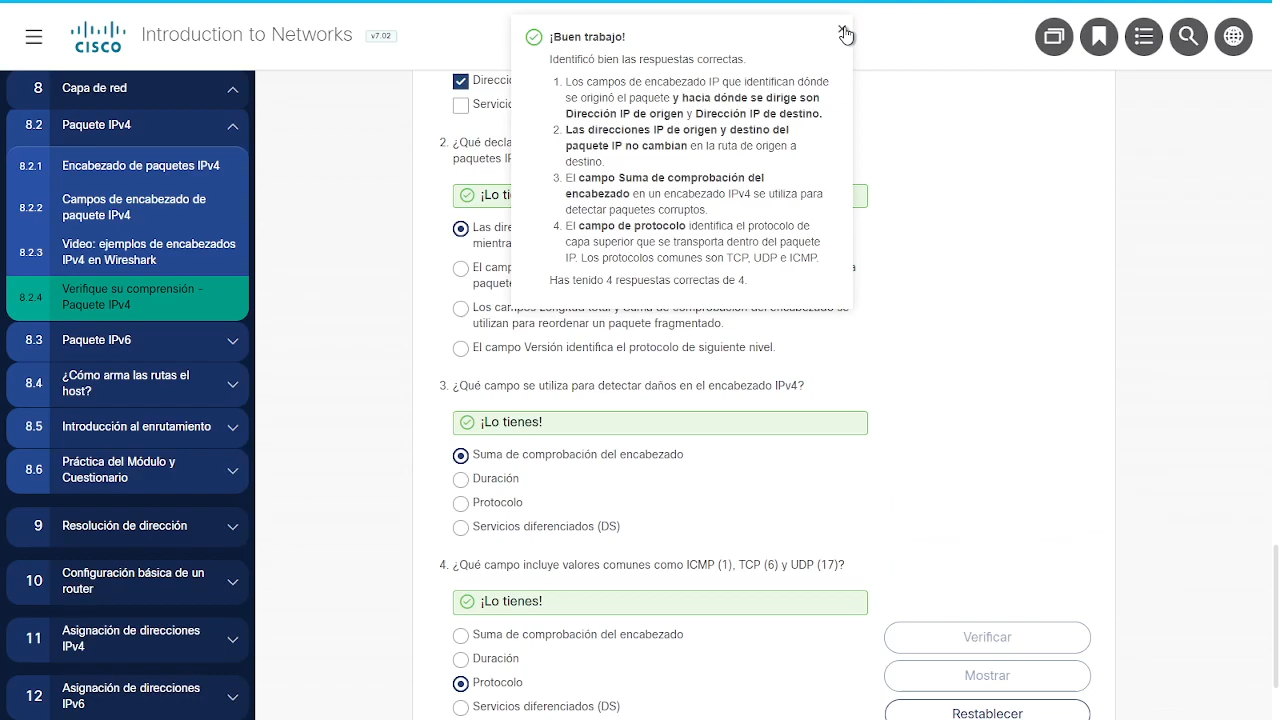 CISCO
Introduction to Networks
v7.02
8 Capa de red
8.2 Paquete IPv4
8.2.1 Encabezado de paquetes IPv4
8.2.2 Campos de encabezado de
paquete IPv4
8.2.3 Video: ejemplos de encabezados
IPv4 en Wireshark
8.2.4 Verifique su comprensión –
Paquete IPv4
8.3 Paquete IPv6
8.4 ¿Cómo arma las rutas el
host?
8.5 Introducción al enrutamiento
8.6 Práctica del Módulo y
Cuestionario
9 Resolución de dirección
10 Configuración básica de un
router
11 Asignación de direcciones
IPv4
12 Asignación de direcciones
IPv6
¡Buen trabajo!
Identificó bien las respuestas correctas.
1. Los campos de encabezado IP que identifican dónde
se originó el paquete y hacia dónde se dirige son
Dirección IP de origen y Dirección IP de destino.
2. Las direcciones IP de origen y destino del
paquete IP no cambian en la ruta de origen a
destino.
3. El campo Suma de comprobación del
encabezado en un encabezado IPv4 se utiliza para
detectar paquetes corruptos.
4. El campo de protocolo identifica el protocolo de
capa superior que se transporta dentro del paquete
IP. Los protocolos comunes son TCP, UDP e ICMP.
Has tenido 4 respuestas correctas de 4.
2. ¿Qué
¡Lo
Las
El
utilizan para reordenar un paquete fragmentado.
El campo Versión identifica el protocolo de siguiente nivel.
3. ¿Qué campo se utiliza para detectar daños en el encabezado IPv4?
¡Lo tienes!
Suma de comprobación del encabezado
Duración
Protocolo
Servicios diferenciados (DS)
4. ¿Qué campo incluye valores comunes como ICMP (1), TCP (6) y UDP (17)?
¡Lo tienes!
Suma de comprobación del encabezado
Duración
Protocolo
Servicios diferenciados (DS)
Verificar
Mostrar
Restablecer